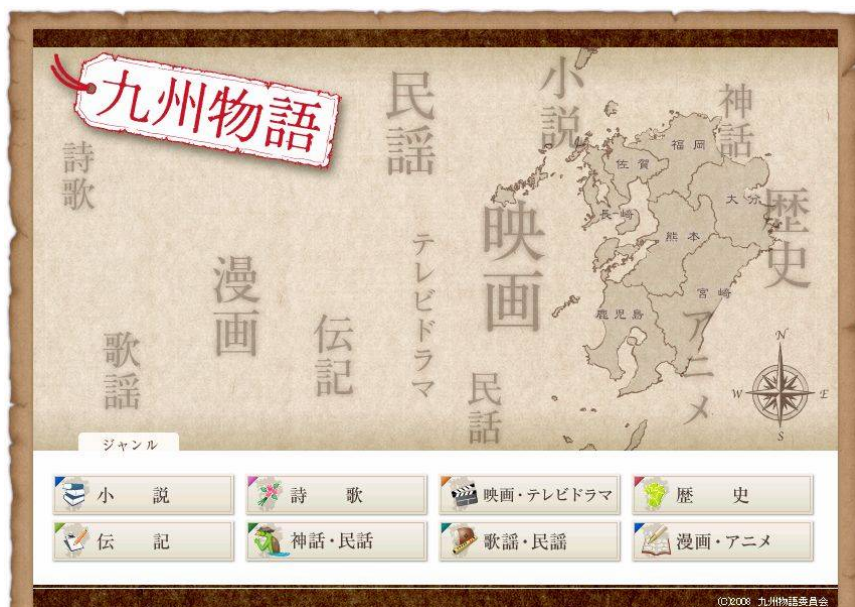 九州物語
詩歌
民謡
小説
神話
歴史
映画
テレビドラマ
漫画
伝記
歌謡
民話
アニメ
福岡
佐賀
長崎
大分
熊本
宮崎
鹿児島
N
W E
S
ジャンル
小説
詩歌
映画・テレビドラマ
歴史
伝記
神話・民話
歌謡・民謡
漫画・アニメ
(C)2008 九州物語委員会